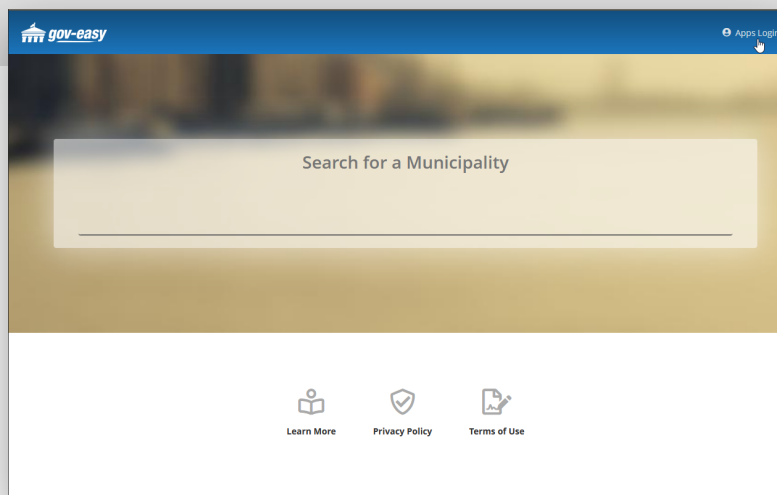 gov-easy
Apps Login
Search for a Municipality
Learn More
Privacy Policy
Terms of Use